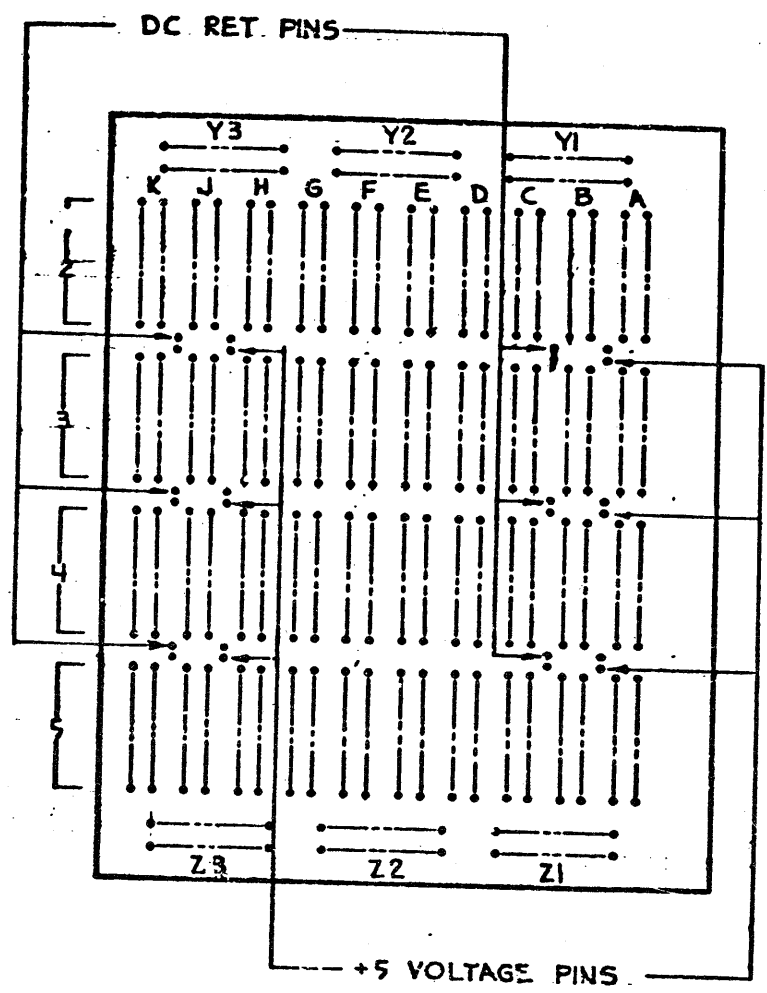 DC RET. PINS
Y3 Y2 Y1
K J H G F E D C B A
2
3
4
5
Z3 Z2 Z1
+5 VOLTAGE PINS